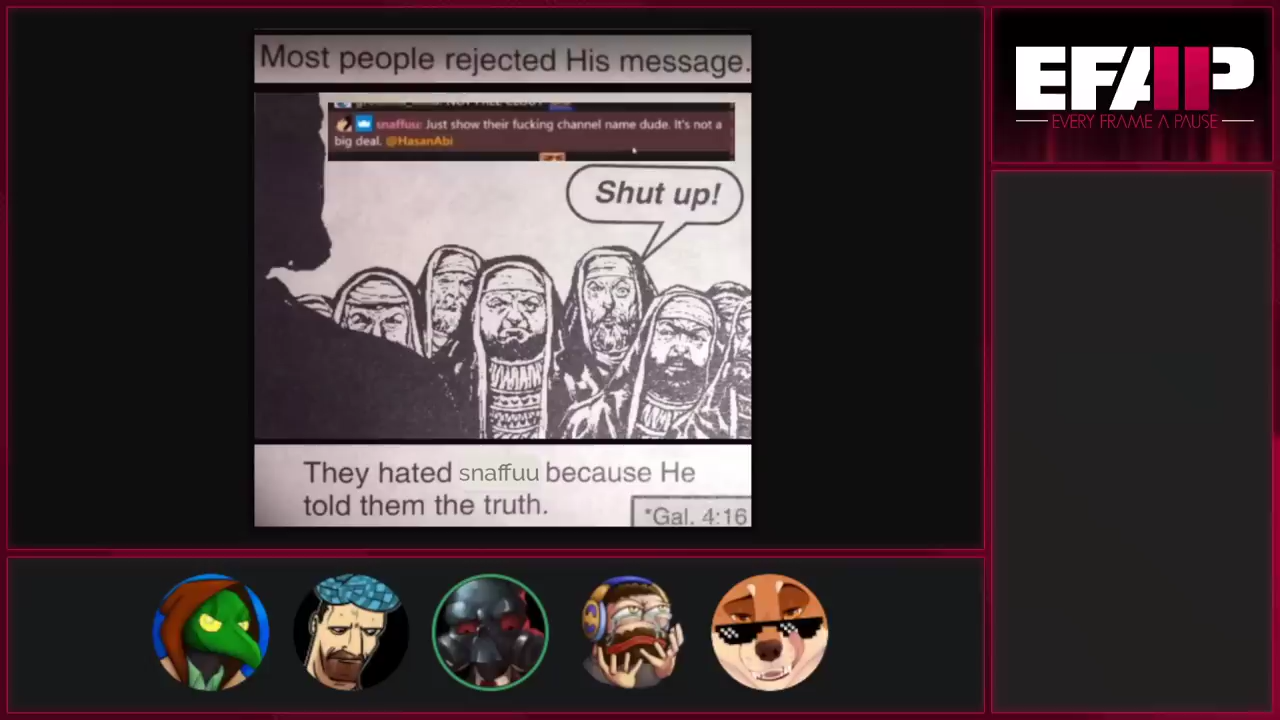 Most people rejected His message.
snaffuu: Just show their fucking channel name dude. It's not a
big deal. @HasanAbi
Shut up!
They hated snaffuu because He
told them the truth.
*Gal. 4:16
EFAP
EVERY FRAME A PAUSE